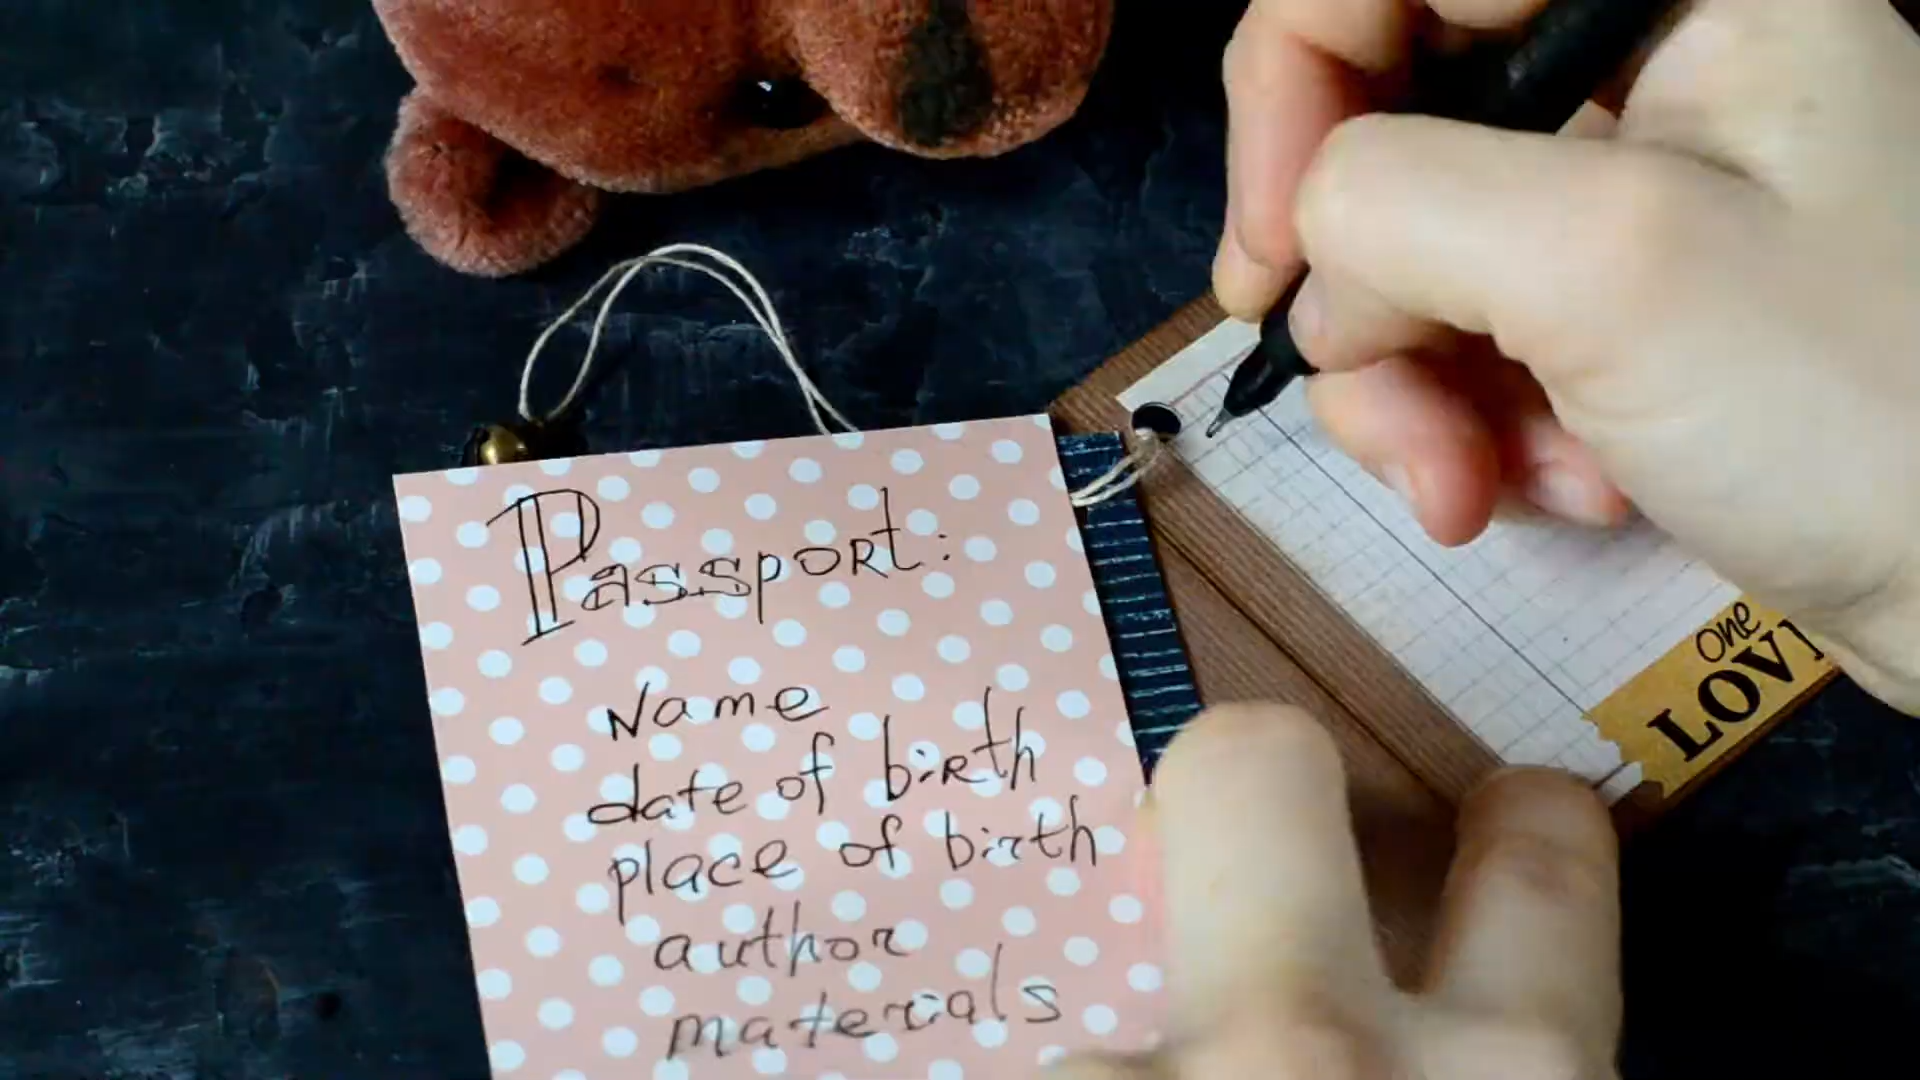 Passport:
Name
date of birth
place of birth
author
materials
One
LOV